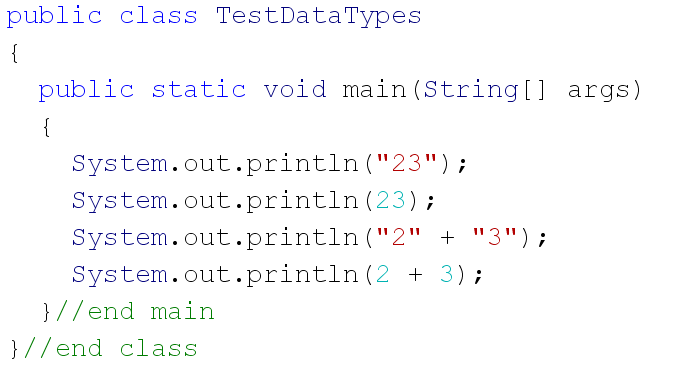 public class TestDataTypes
{
  public static void main(String[] args)
  {
    System.out.println("23");
    System.out.println(23);
    System.out.println("2" + "3");
    System.out.println(2 + 3);
  }//end main
}//end class